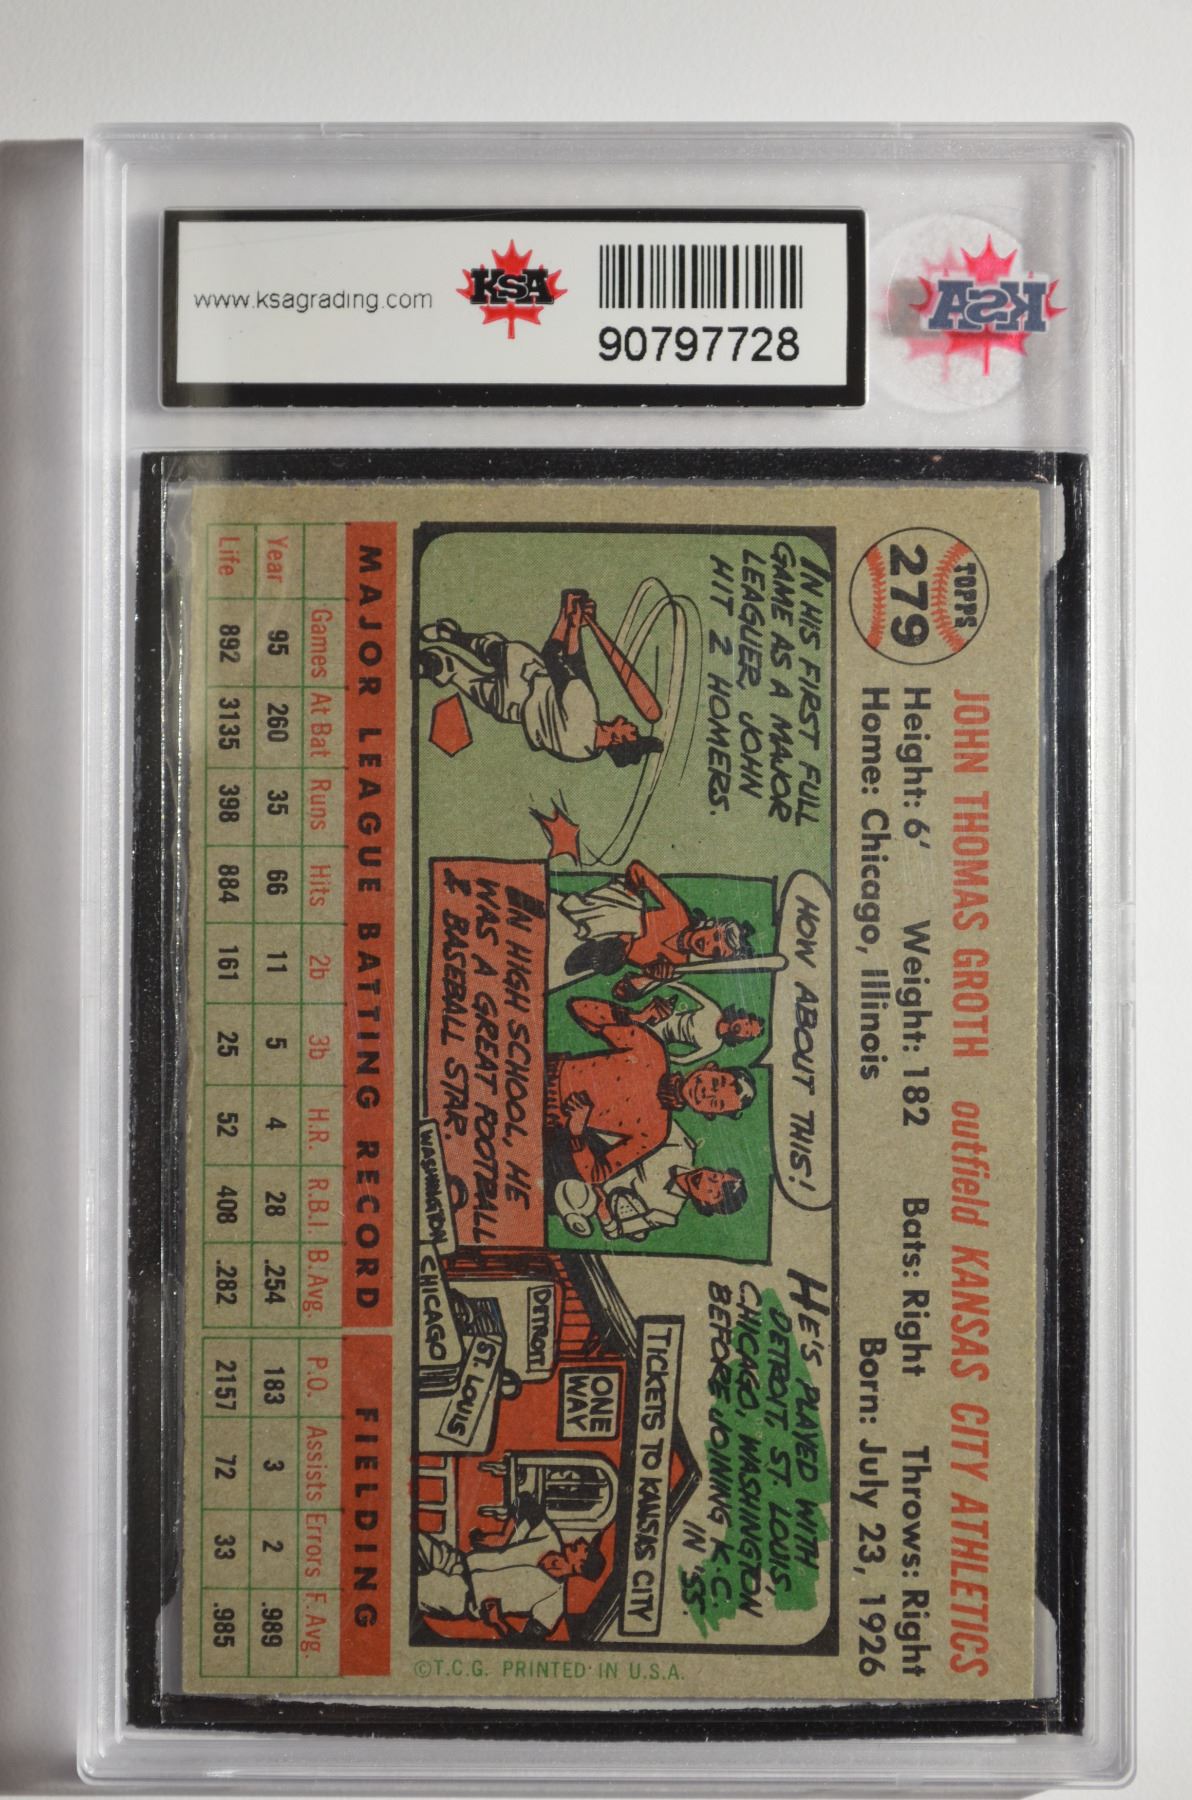 www.ksagrading.com
KSA
90797728
KSA
TOPPS
279
JOHN THOMAS GROTH outfield KANSAS CITY ATHLETICS
Height: 6' Weight: 182 Bats: Right Throws: Right
Home: Chicago, Illinois Born: July 23, 1926
IN HIS FIRST FULL
GAME AS A MAJOR
LEAGUER, JOHN
HIT 2 HOMERS.
HOW ABOUT THIS!
IN HIGH SCHOOL, HE
WAS A GREAT FOOTBALL
& BASEBALL STAR.
HE'S PLAYED WITH
DETROIT, ST. LOUIS,
CHICAGO, WASHINGTON
BEFORE JOINING K.C.
IN '55.
TICKETS TO KANSAS CITY
ONE
WAY
DETROIT
ST. LOUIS
WASHINGTON
CHICAGO
MAJOR LEAGUE BATTING RECORD FIELDING
Games At Bat Runs Hits 2b 3b H.R. R.B.I. B.Avg. P.O. Assists Errors F.Avg.
Year 95 260 35 66 11 5 4 28 .254 183 3 2 .989
Life 892 3135 398 884 161 25 52 408 .282 2157 72 33 .985
©T.C.G. PRINTED IN U.S.A.